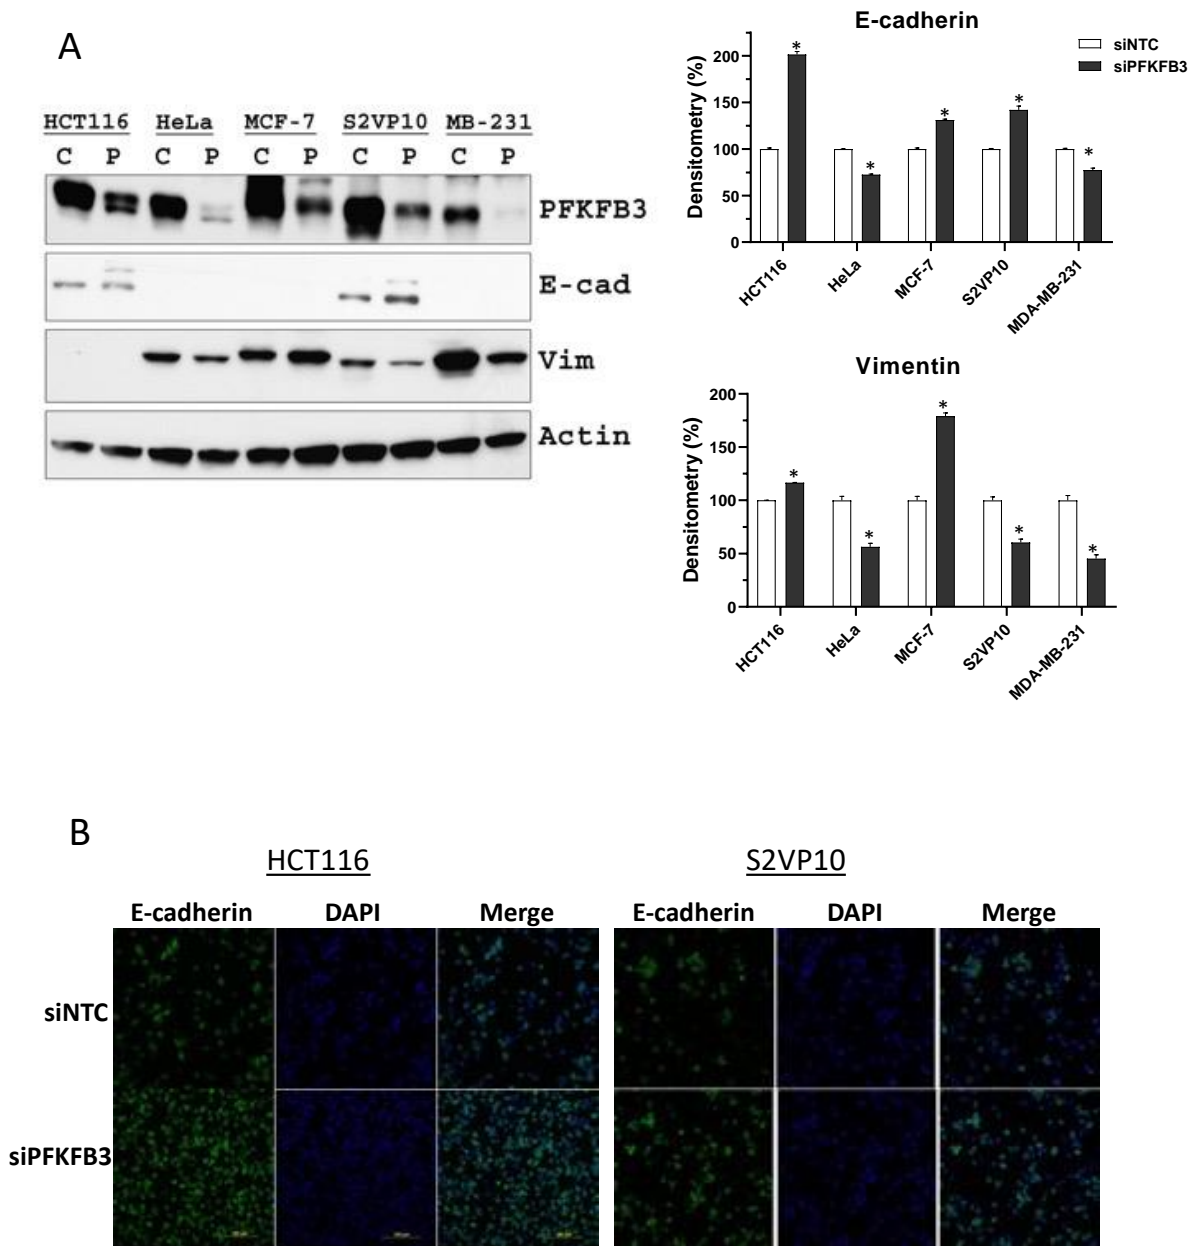 A
HCT116 HeLa MCF-7 S2VP10 MB-231
C P C P C P C P C P
PFKFB3
E-cad
Vim
Actin
E-cadherin
siNTC
siPFKFB3
Densitometry (%)
200
150
100
50
0
HCT116 HeLa MCF-7 S2VP10 MDA-MB-231
* * * * *
Vimentin
Densitometry (%)
200
150
100
50
0
HCT116 HeLa MCF-7 S2VP10 MDA-MB-231
* * * * *
B
HCT116 S2VP10
E-cadherin DAPI Merge E-cadherin DAPI Merge
siNTC
siPFKFB3